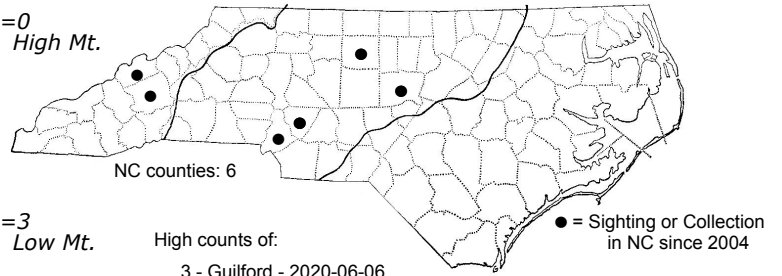 =0
High Mt.
NC counties: 6
=3
Low Mt.
High counts of:
3 - Guilford - 2020-06-06
● = Sighting or Collection
in NC since 2004